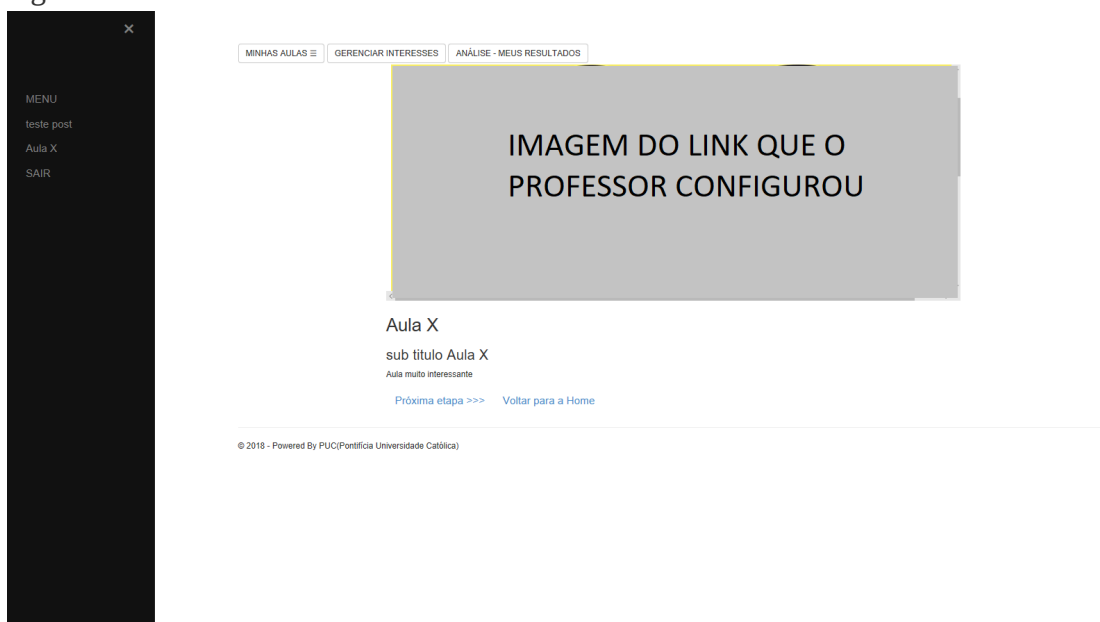 ×
MENU
teste post
Aula X
SAIR
MINHAS AULAS ☰ GERENCIAR INTERESSES ANÁLISE - MEUS RESULTADOS
IMAGEM DO LINK QUE O
PROFESSOR CONFIGUROU
Aula X
sub titulo Aula X
Aula muito interessante
Próxima etapa >>> Voltar para a Home
© 2018 - Powered By PUC(Pontifícia Universidade Católica)